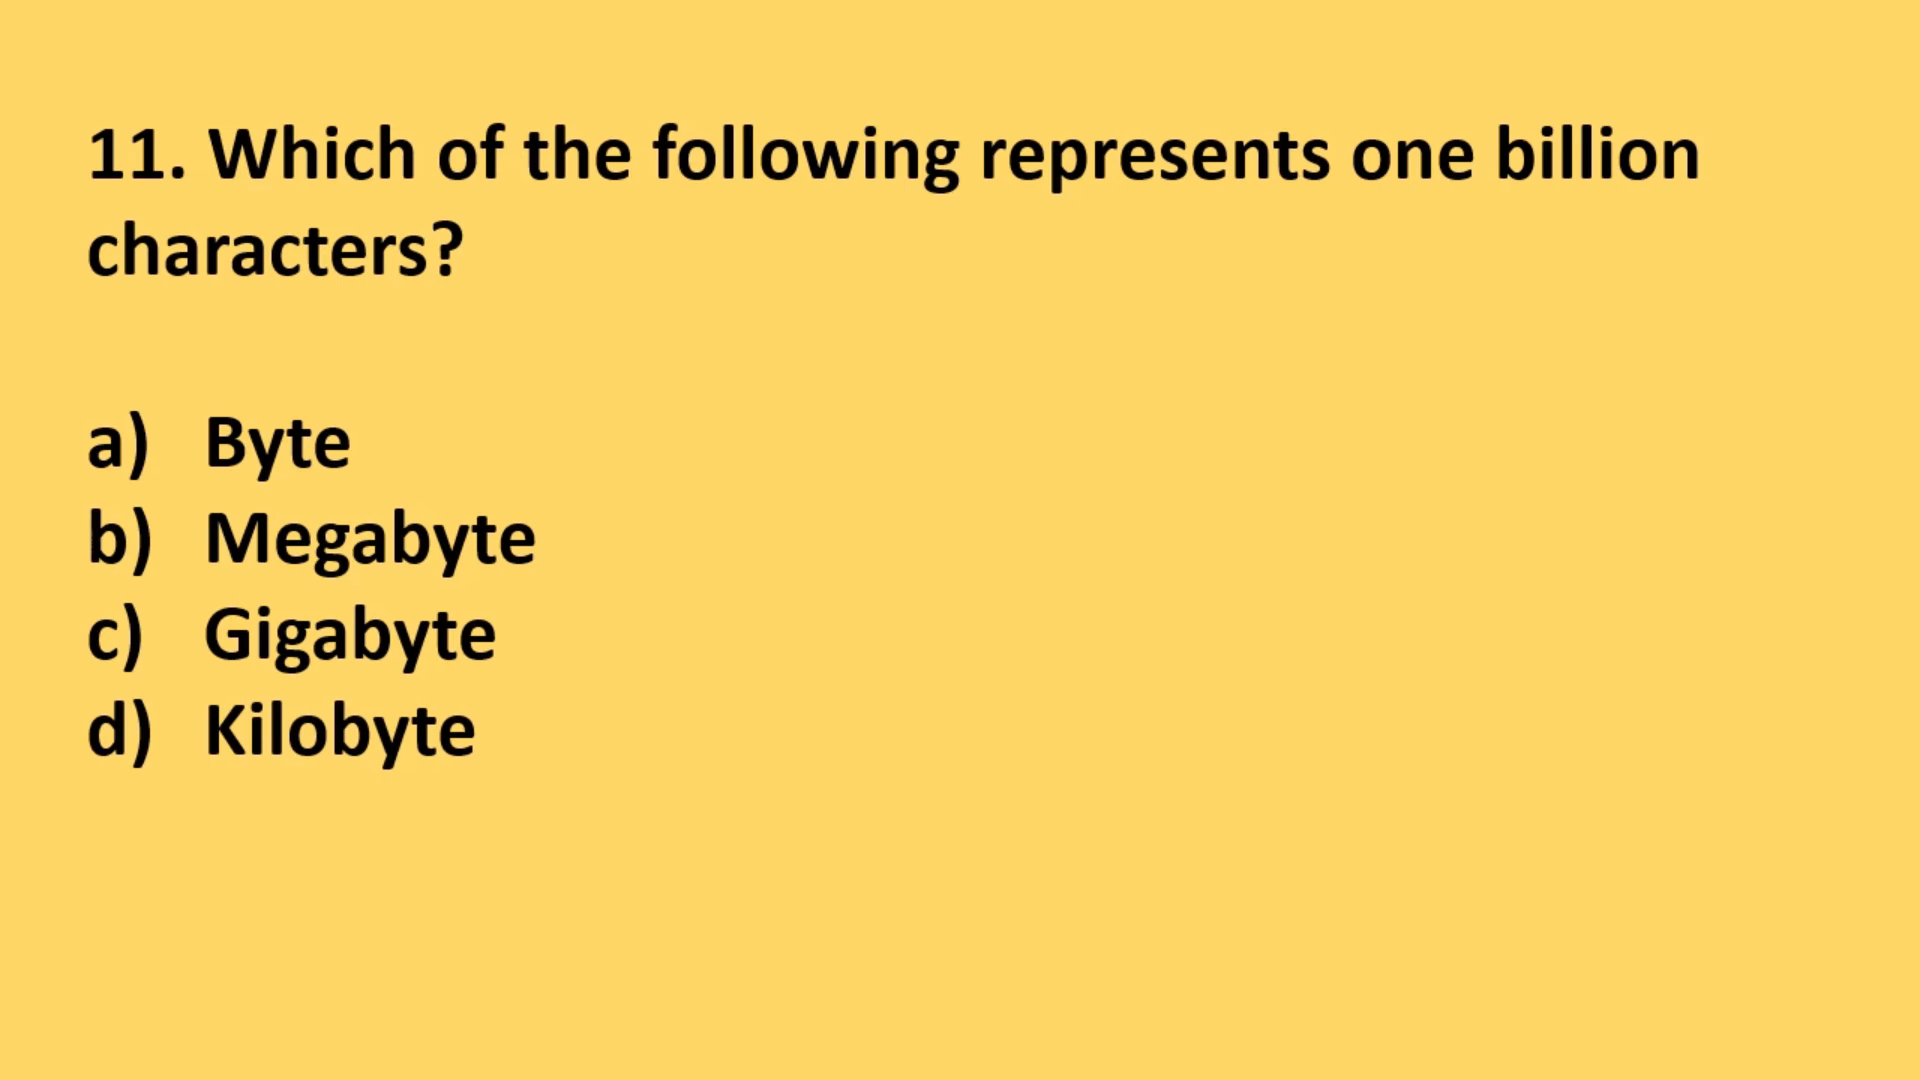 11. Which of the following represents one billion
characters?
a) Byte
b) Megabyte
c) Gigabyte
d) Kilobyte